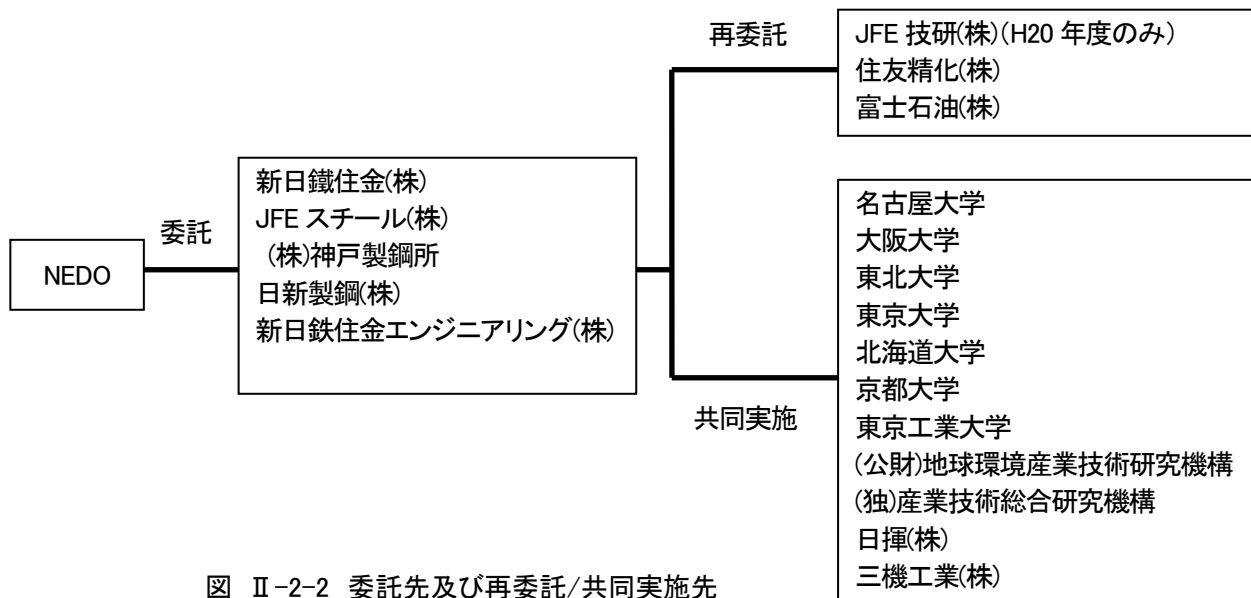 再委託
JFE 技研(株)(H20 年度のみ)
住友精化(株)
富士石油(株)
NEDO
委託
新日鐵住金(株)
JFE スチール(株)
(株)神戸製鋼所
日新製鋼(株)
新日鉄住金エンジニアリング(株)
共同実施
名古屋大学
大阪大学
東北大学
東京大学
北海道大学
京都大学
東京工業大学
(公財)地球環境産業技術研究機構
(独)産業技術総合研究機構
日揮(株)
三機工業(株)
図 Ⅱ-2-2 委託先及び再委託/共同実施先